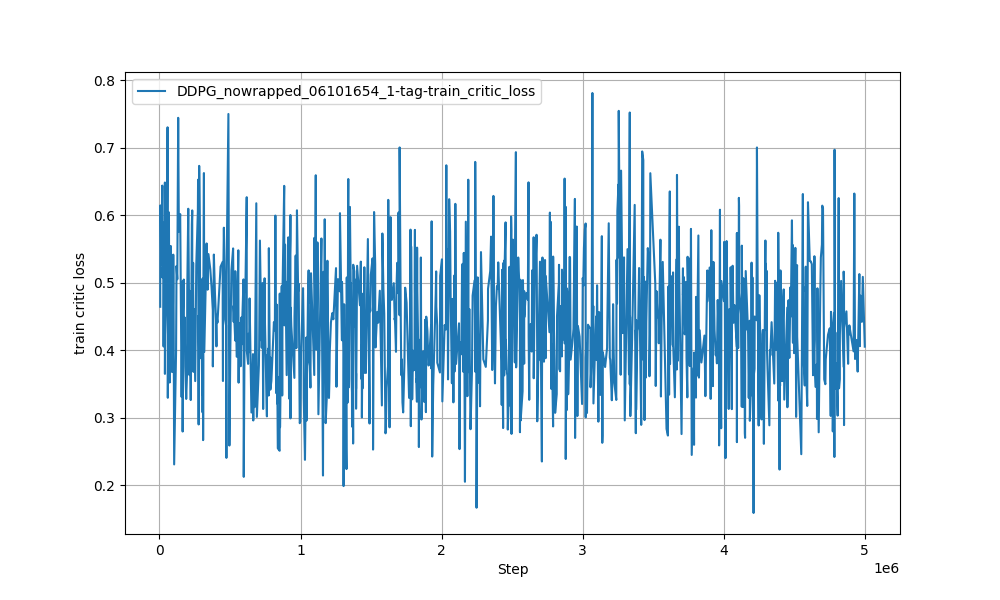 DDPG_nowrapped_06101654_1-tag-train_critic_loss
train critic loss
0.8
0.7
0.6
0.5
0.4
0.3
0.2
0 1 2 3 4 5
1e6
Step